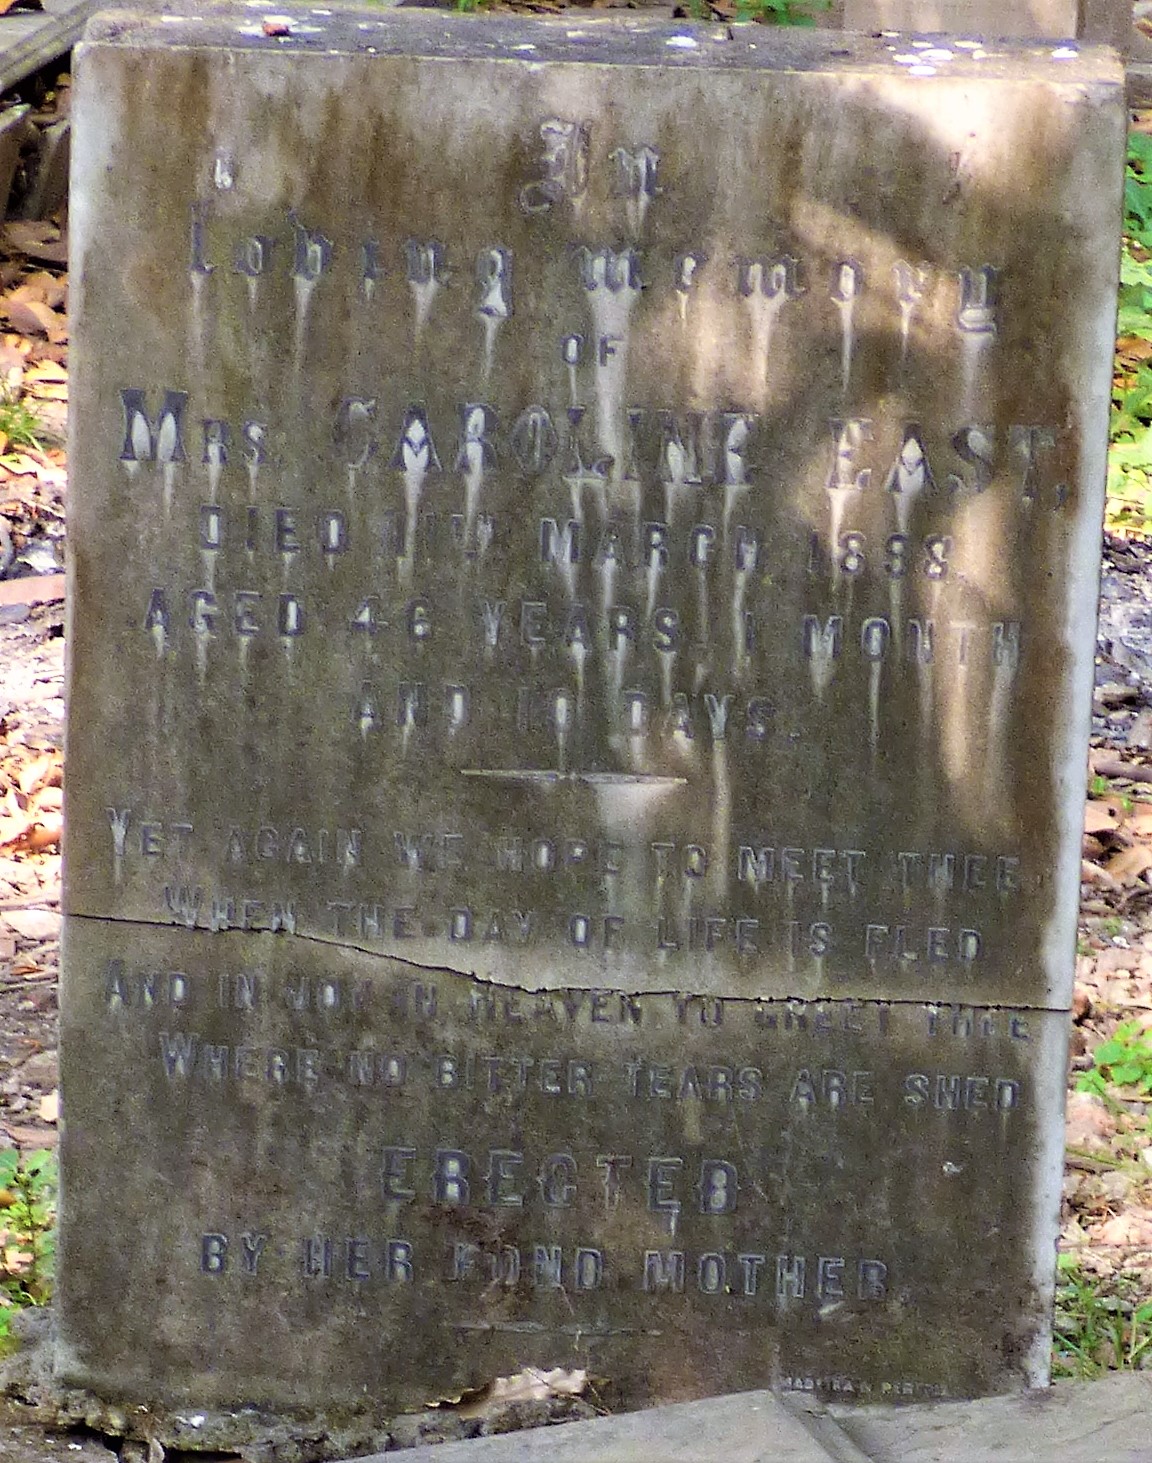 In
loving memory
OF
MRS CAROLINE EAST,
DIED 11TH MARCH 1898.
AGED 46 YEARS, 1 MONTH
AND 10 DAYS.
YET AGAIN WE HOPE TO MEET THEE
WHEN THE DAY OF LIFE IS FLED
AND IN JOY IN HEAVEN TO GREET THEE
WHERE NO BITTER TEARS ARE SHED
ERECTED
BY HER FOND MOTHER